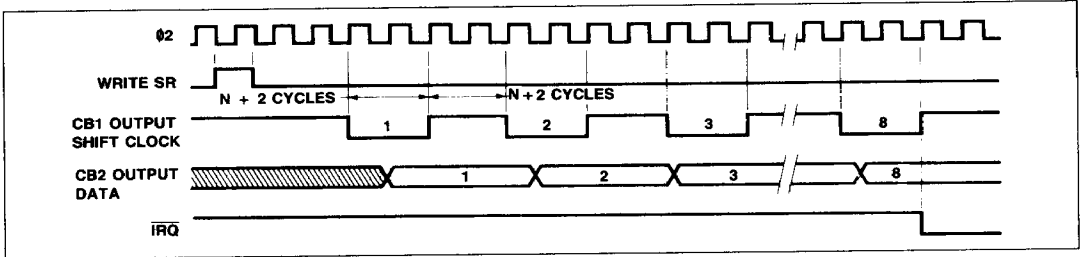 ϕ2
WRITE SR
N + 2 CYCLES N + 2 CYCLES
CB1 OUTPUT
SHIFT CLOCK
1 2 3 8
CB2 OUTPUT
DATA
1 2 3 8
IRQ